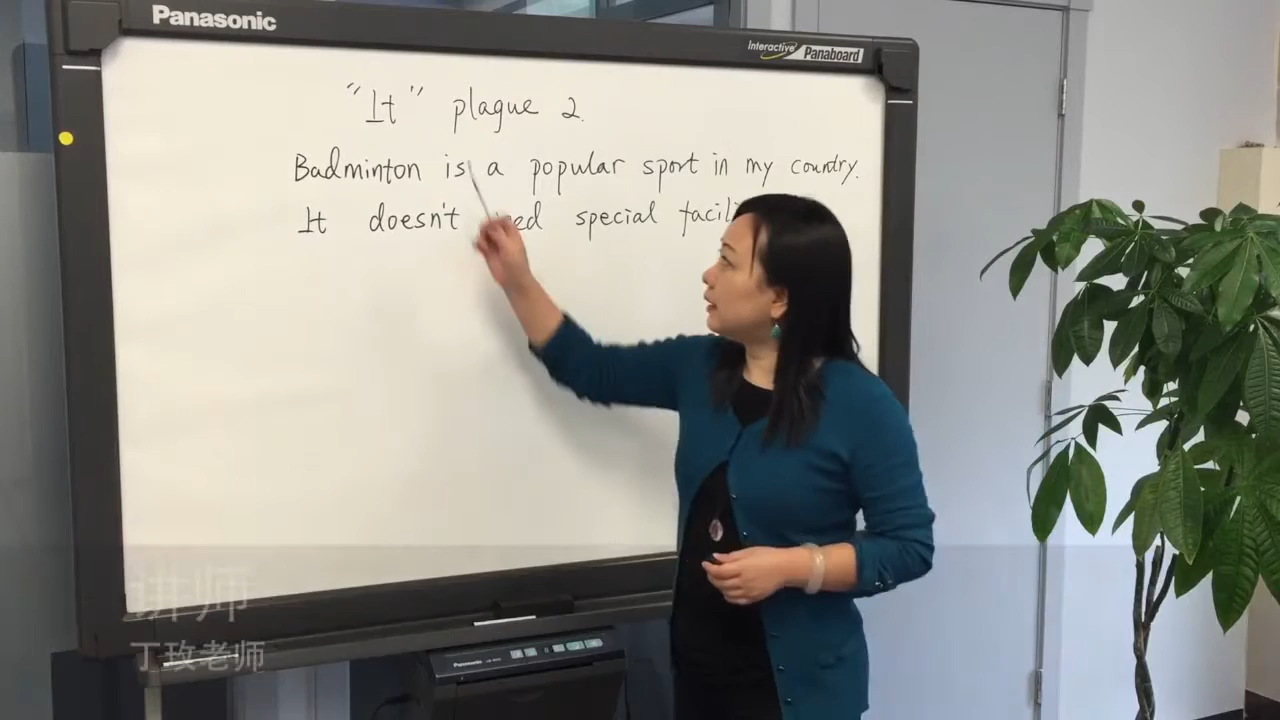 Panasonic
Interactive Panaboard
"It" plague 2.
Badminton is a popular sport in my country.
It doesn't need special
讲师
丁玫老师
Panasonic